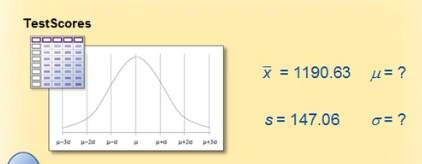 TestScores
x̄ = 1190.63 μ = ?
s = 147.06 σ = ?
μ-3σ μ-2σ μ-σ μ μ+σ μ+2σ μ+3σ